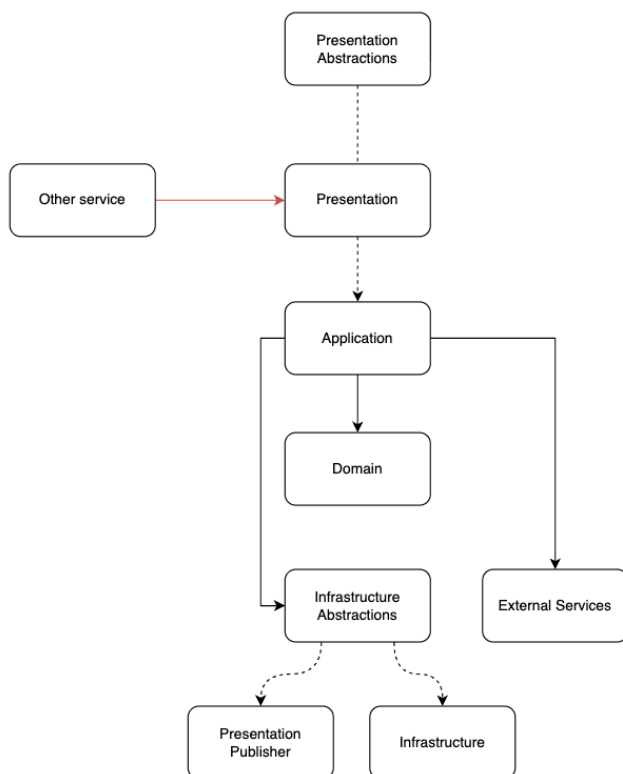 Presentation
Abstractions
Other service
Presentation
Application
Domain
Infrastructure
Abstractions
External Services
Presentation
Publisher
Infrastructure